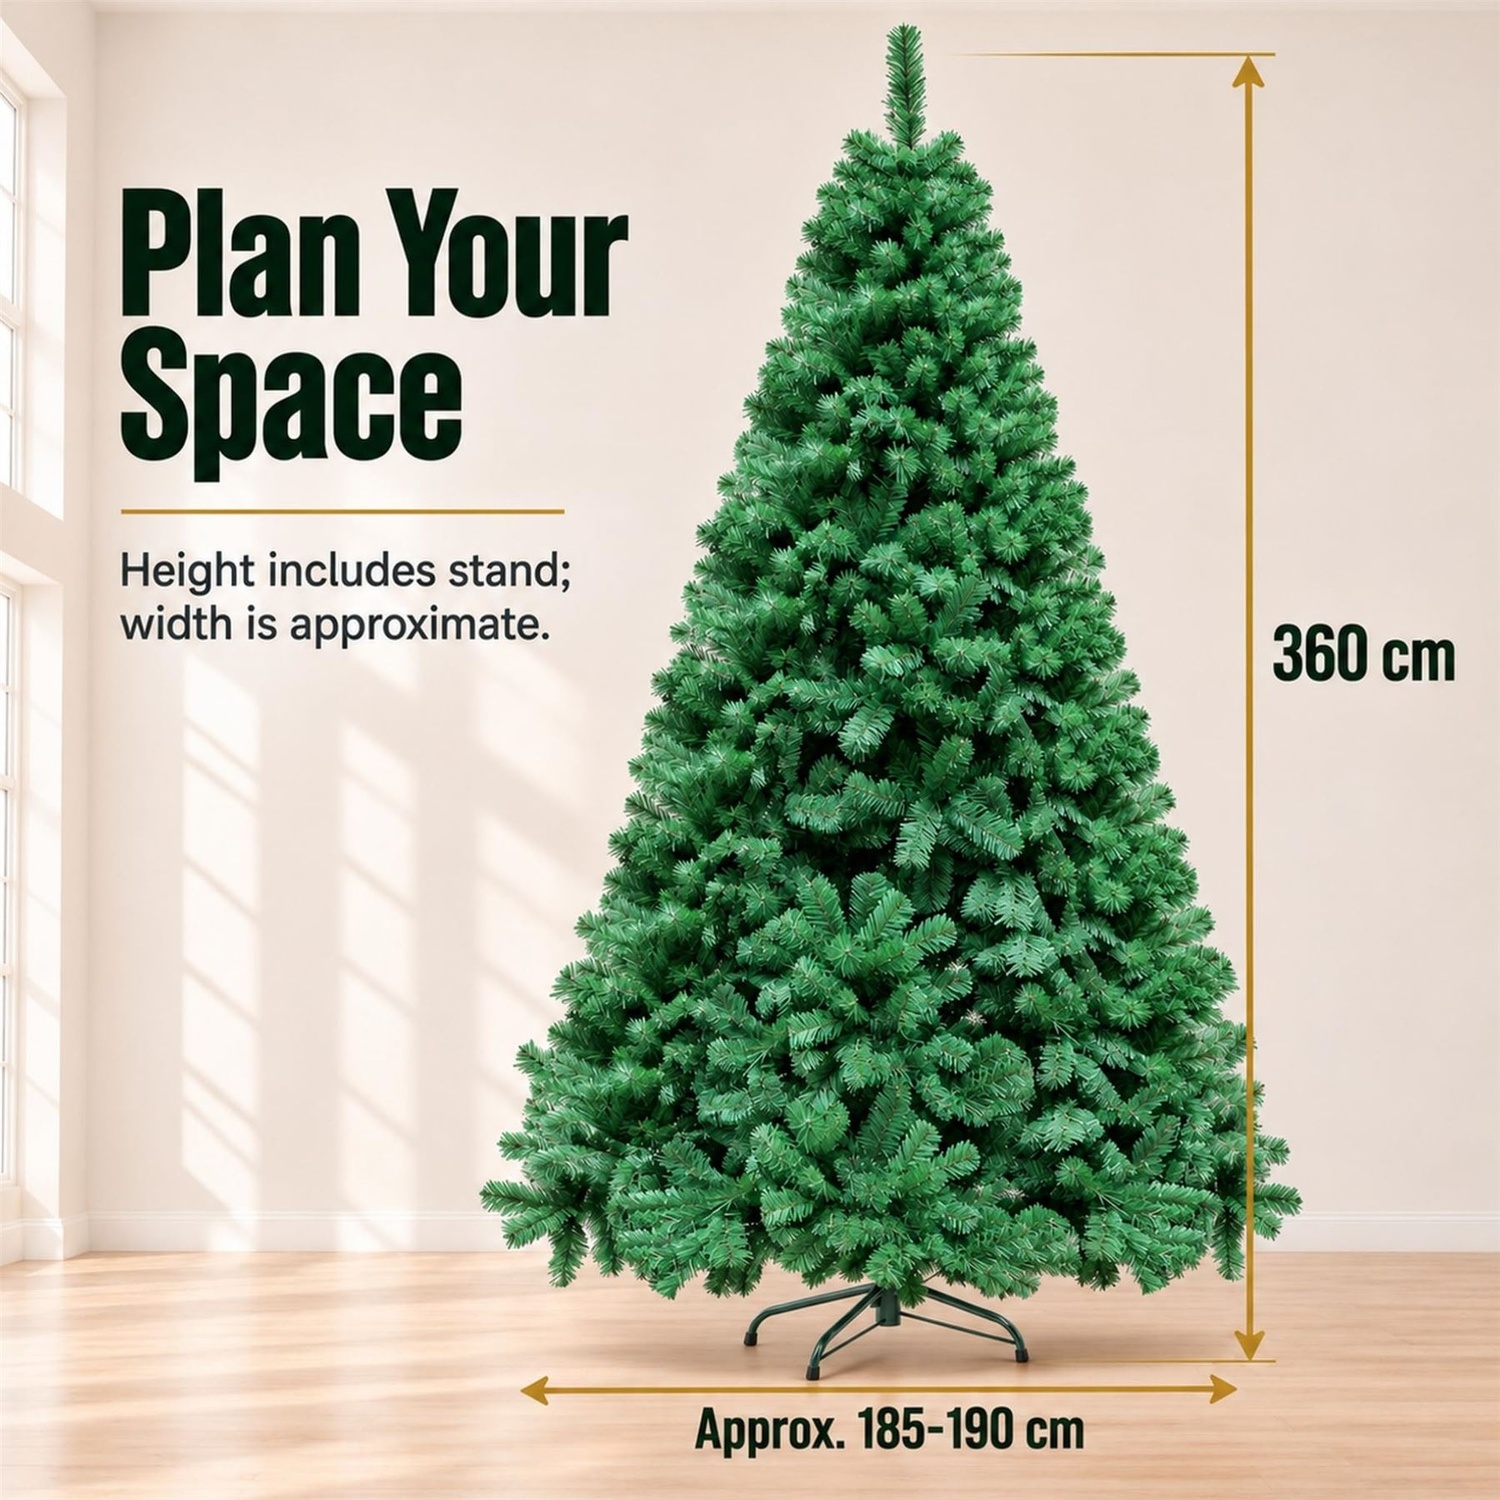 Plan Your
Space
Height includes stand;
width is approximate.
360 cm
Approx. 185-190 cm